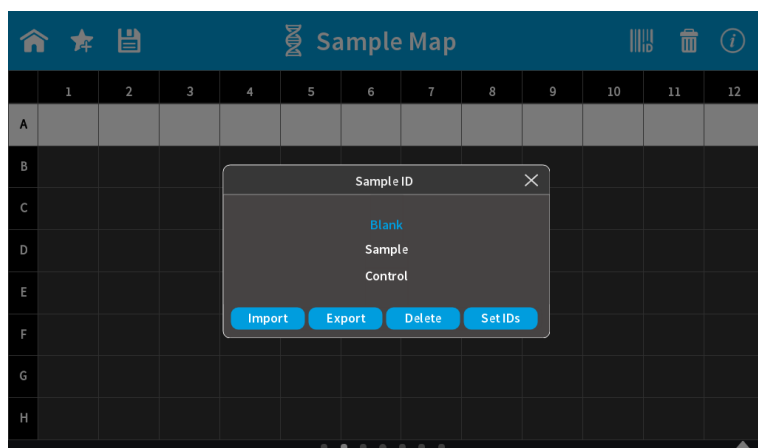 ID
Sample Map
i
1 2 3 4 5 6 7 8 9 10 11 12
A
B
C
D
E
F
G
H
Sample ID
Blank
Sample
Control
Import Export Delete Set IDs